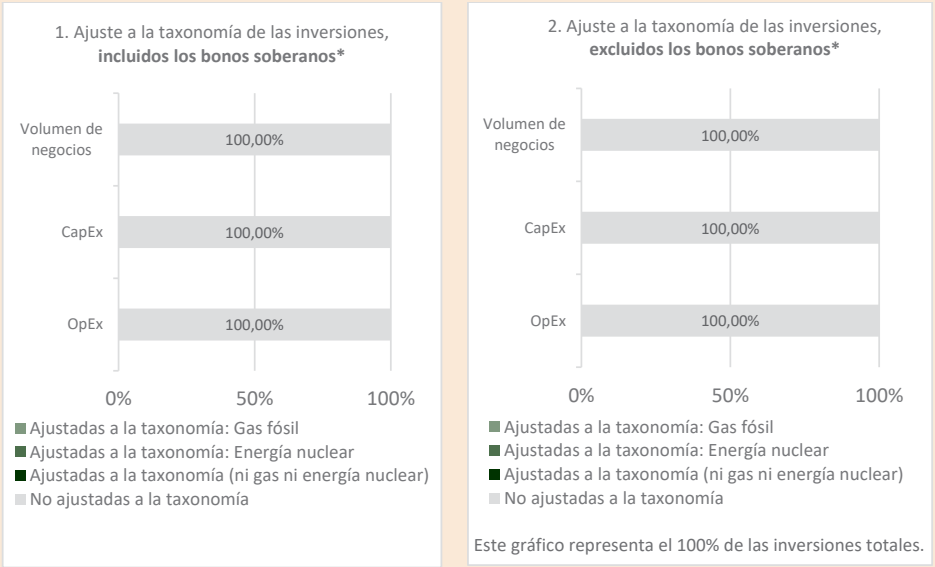 1. Ajuste a la taxonomía de las inversiones,
incluidos los bonos soberanos*
Volumen de
negocios
100,00%
CapEx
100,00%
OpEx
100,00%
0%
50%
100%
Ajustadas a la taxonomía: Gas fósil
Ajustadas a la taxonomía: Energía nuclear
Ajustadas a la taxonomía (ni gas ni energía nuclear)
No ajustadas a la taxonomía
2. Ajuste a la taxonomía de las inversiones,
excluidos los bonos soberanos*
Volumen de
negocios
100,00%
CapEx
100,00%
OpEx
100,00%
0%
50%
100%
Ajustadas a la taxonomía: Gas fósil
Ajustadas a la taxonomía: Energía nuclear
Ajustadas a la taxonomía (ni gas ni energía nuclear)
No ajustadas a la taxonomía
Este gráfico representa el 100% de las inversiones totales.